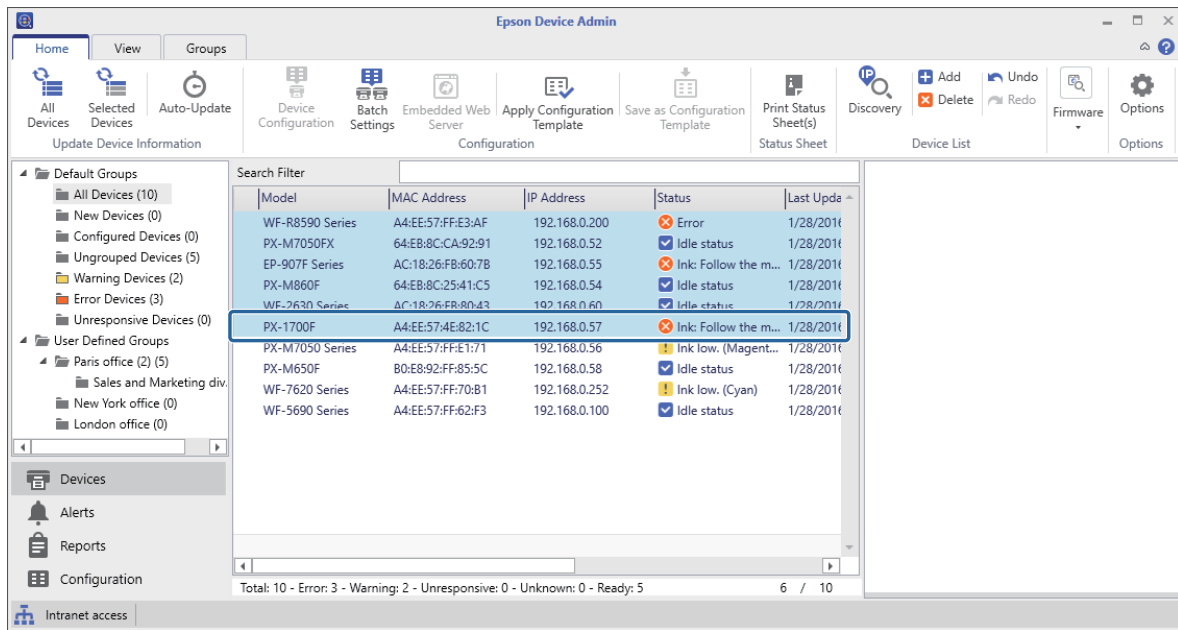 Epson Device Admin
Home View Groups
All Devices
Selected Devices
Auto-Update
Update Device Information
Device Configuration
Batch Settings
Embedded Web Server
Apply Configuration Template
Save as Configuration Template
Configuration
Print Status Sheet(s)
Status Sheet
IP
Discovery
Add
Delete
Undo
Redo
Device List
Firmware
Options
Options
Default Groups
All Devices (10)
New Devices (0)
Configured Devices (0)
Ungrouped Devices (5)
Warning Devices (2)
Error Devices (3)
Unresponsive Devices (0)
User Defined Groups
Paris office (2) (5)
Sales and Marketing div.
New York office (0)
London office (0)
Devices
Alerts
Reports
Configuration
Search Filter
Model MAC Address IP Address Status Last Upda
WF-R8590 Series A4:EE:57:FF:E3:AF 192.168.0.200 Error 1/28/2016
PX-M7050FX 64:EB:8C:CA:92:91 192.168.0.52 Idle status 1/28/2016
EP-907F Series AC:18:26:FB:60:7B 192.168.0.55 Ink: Follow the m... 1/28/2016
PX-M860F 64:EB:8C:25:41:C5 192.168.0.54 Idle status 1/28/2016
WF-2630 Series AC:18:26:FB:80:43 192.168.0.60 Idle status 1/28/2016
PX-1700F A4:EE:57:4E:82:1C 192.168.0.57 Ink: Follow the m... 1/28/2016
PX-M7050 Series A4:EE:57:FF:E1:71 192.168.0.56 Ink low. (Magent... 1/28/2016
PX-M650F B0:E8:92:FF:85:5C 192.168.0.58 Idle status 1/28/2016
WF-7620 Series A4:EE:57:FF:70:B1 192.168.0.252 Ink low. (Cyan) 1/28/2016
WF-5690 Series A4:EE:57:FF:62:F3 192.168.0.100 Idle status 1/28/2016
Total: 10 - Error: 3 - Warning: 2 - Unresponsive: 0 - Unknown: 0 - Ready: 5 6 / 10
Intranet access